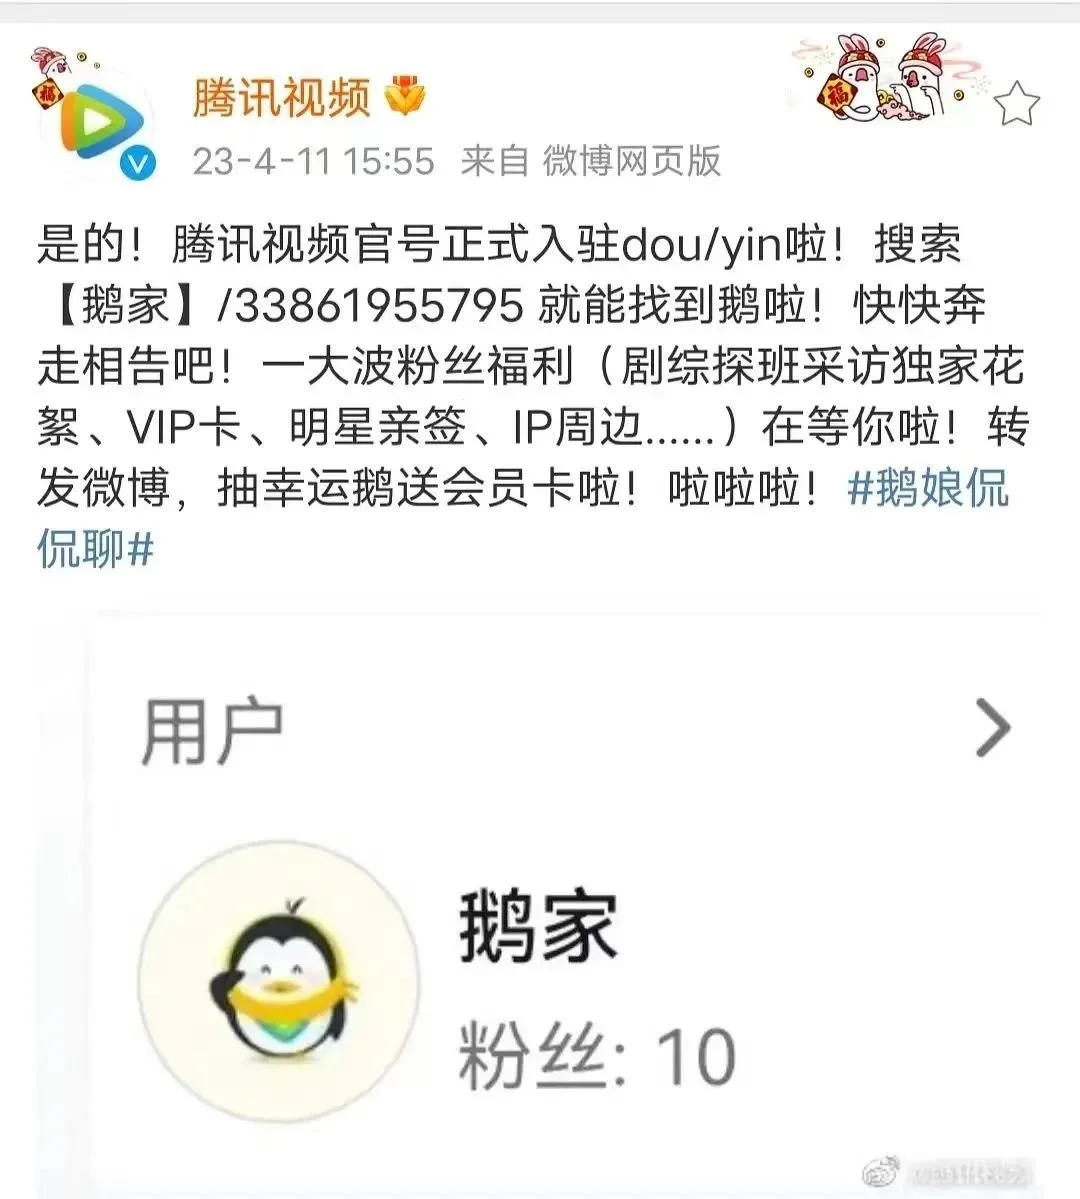 腾讯视频
23-4-11 15:55 来自 微博网页版
是的！腾讯视频官号正式入驻dou/yin啦！搜索
【鹅家】/33861955795 就能找到鹅啦！快快奔
走相告吧！一大波粉丝福利（剧综探班采访独家花
絮、VIP卡、明星亲签、IP周边......）在等你啦！转
发微博，抽幸运鹅送会员卡啦！啦啦啦！#鹅娘侃
侃聊#
用户
鹅家
粉丝: 10